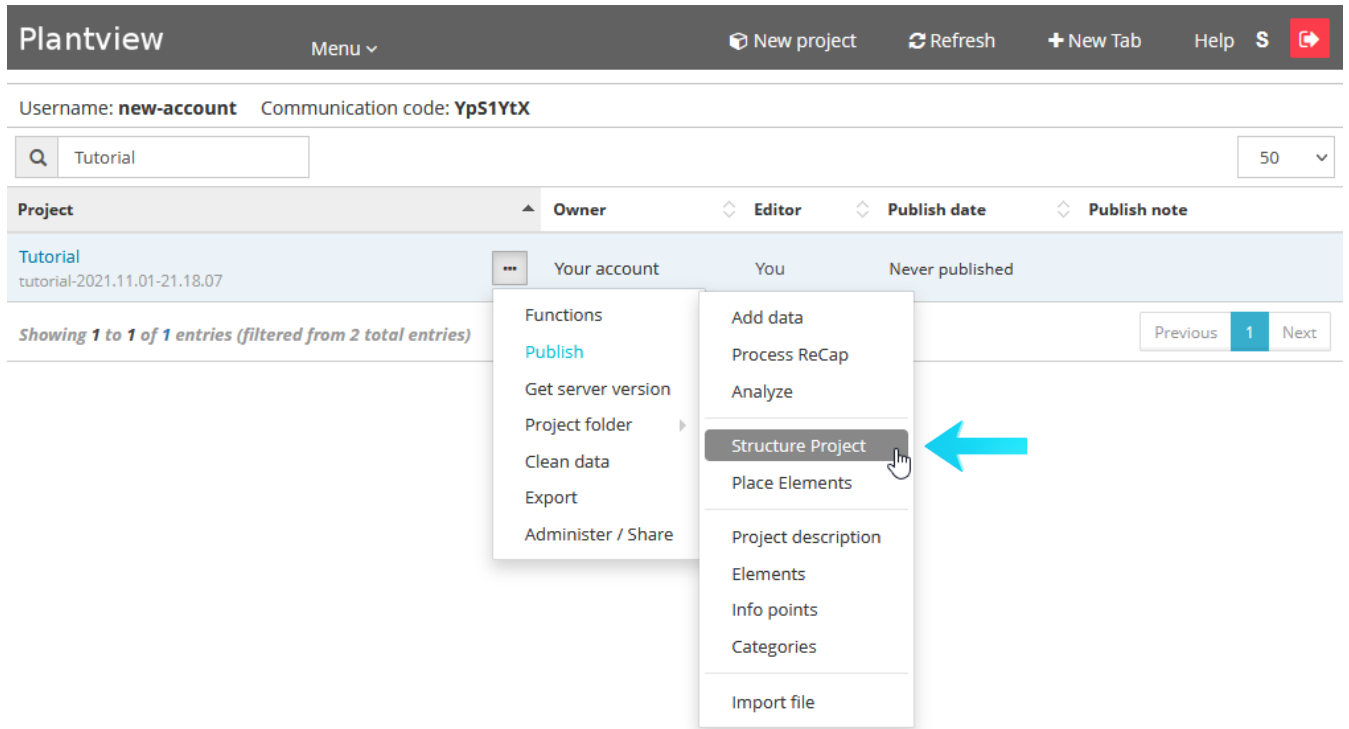 Plantview
Menu
New project
Refresh
New Tab
Help
S
Username: new-account Communication code: YpS1YtX
Tutorial
50
Project
Owner
Editor
Publish date
Publish note
Tutorial
tutorial-2021.11.01-21.18.07
Your account
You
Never published
Showing 1 to 1 of 1 entries (filtered from 2 total entries)
Previous
1
Next
Functions
Publish
Get server version
Project folder
Clean data
Export
Administer / Share
Add data
Process ReCap
Analyze
Structure Project
Place Elements
Project description
Elements
Info points
Categories
Import file